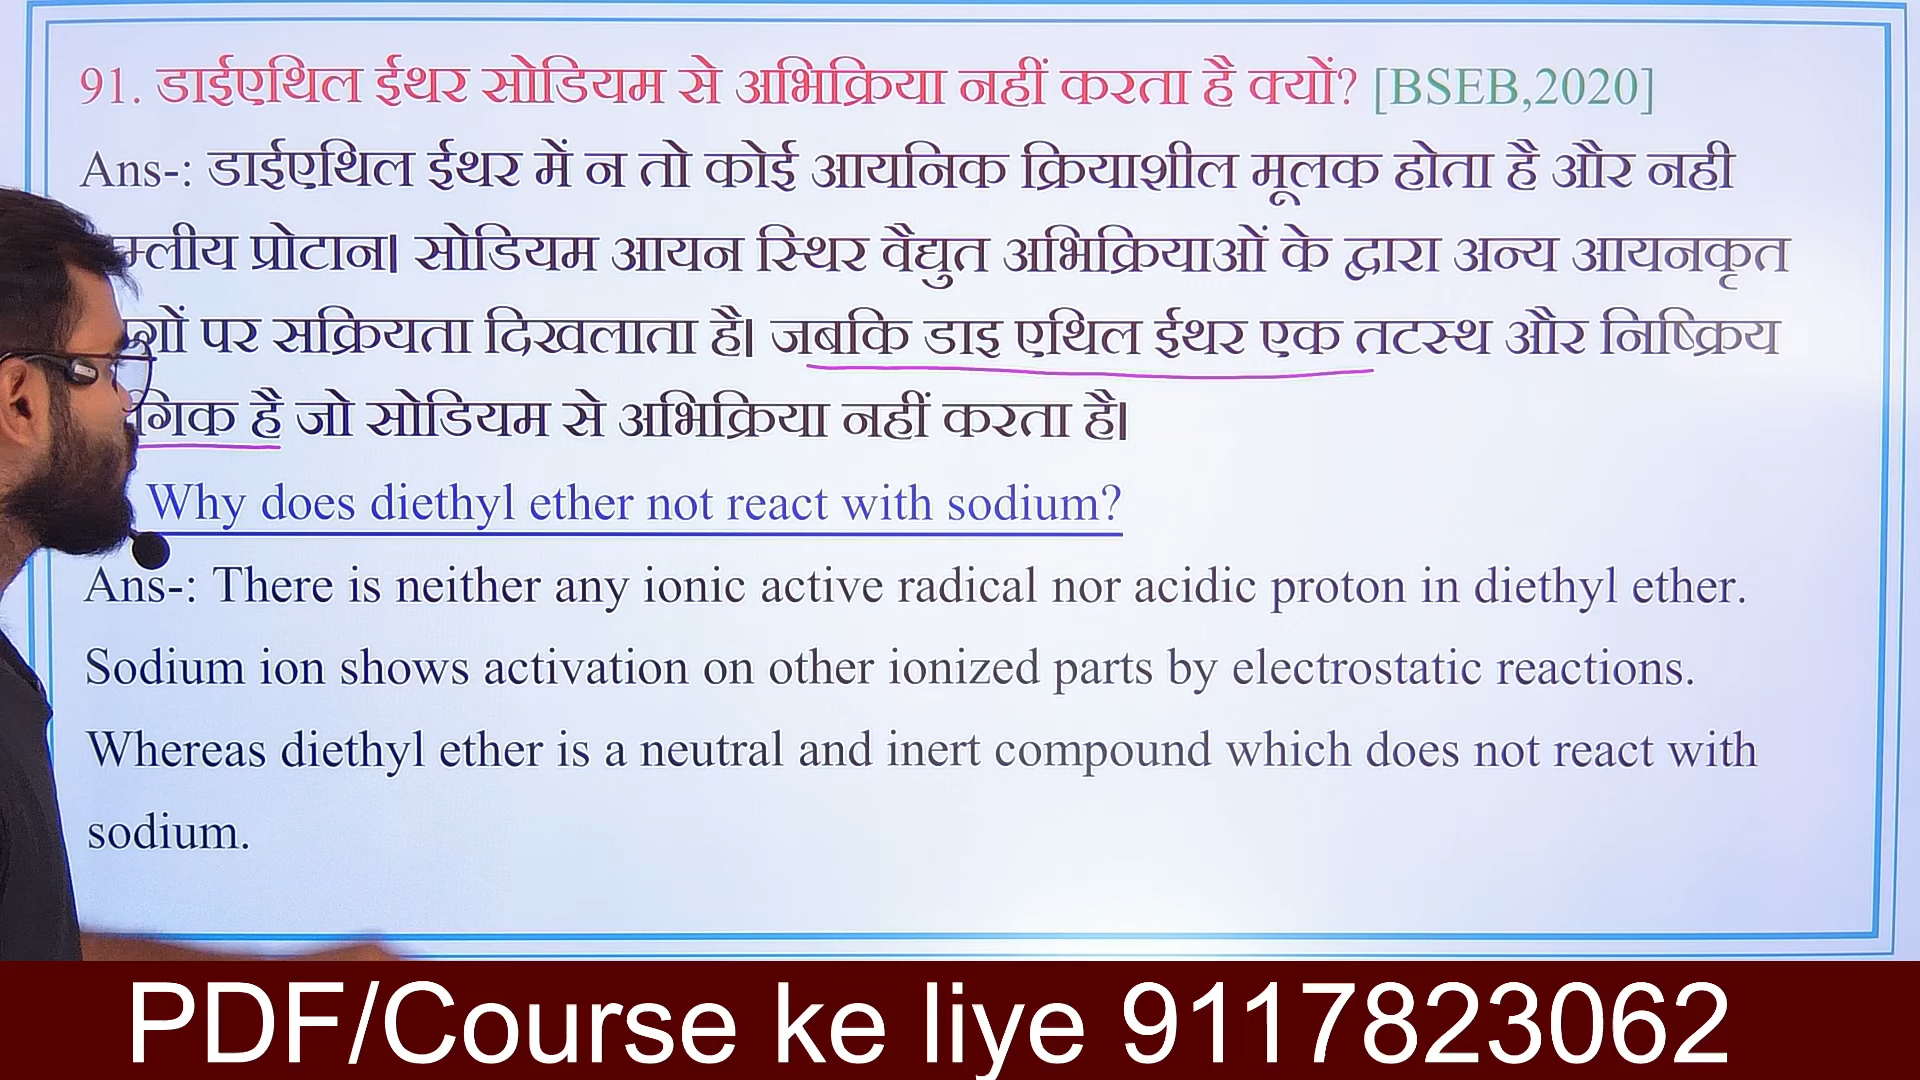 91. डाईएथिल ईथर सोडियम से अभिक्रिया नहीं करता है क्यों? [BSEB,2020]
Ans-: डाईएथिल ईथर में न तो कोई आयनिक क्रियाशील मूलक होता है और नही
प्रोटान। सोडियम आयन स्थिर वैद्युत अभिक्रियाओं के द्वारा अन्य आयनकृत
पर सक्रियता दिखलाता है। जबकि डाइ एथिल ईथर एक तटस्थ और निष्क्रिय
है जो सोडियम से अभिक्रिया नहीं करता है।
Why does diethyl ether not react with sodium?
Ans-: There is neither any ionic active radical nor acidic proton in diethyl ether.
Sodium ion shows activation on other ionized parts by electrostatic reactions.
Whereas diethyl ether is a neutral and inert compound which does not react with
sodium.
PDF/Course ke liye 9117823062